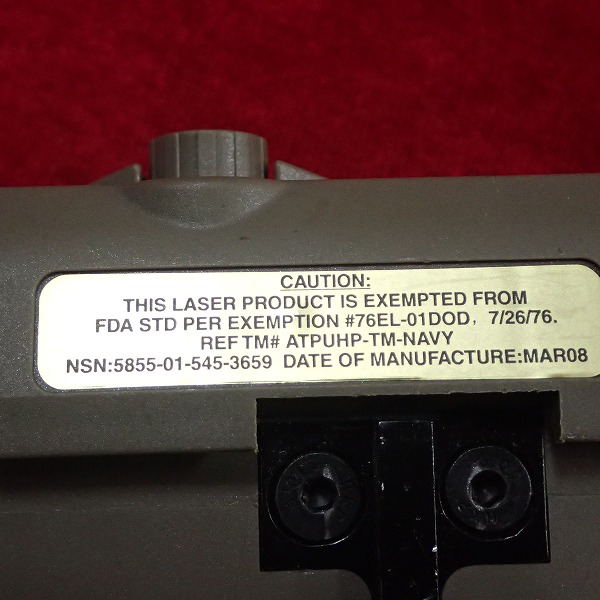 CAUTION:
THIS LASER PRODUCT IS EXEMPTED FROM
FDA STD PER EXEMPTION #76EL-01DOD, 7/26/76.
REF TM# ATPUHP-TM-NAVY
NSN:5855-01-545-3659 DATE OF MANUFACTURE:MAR08